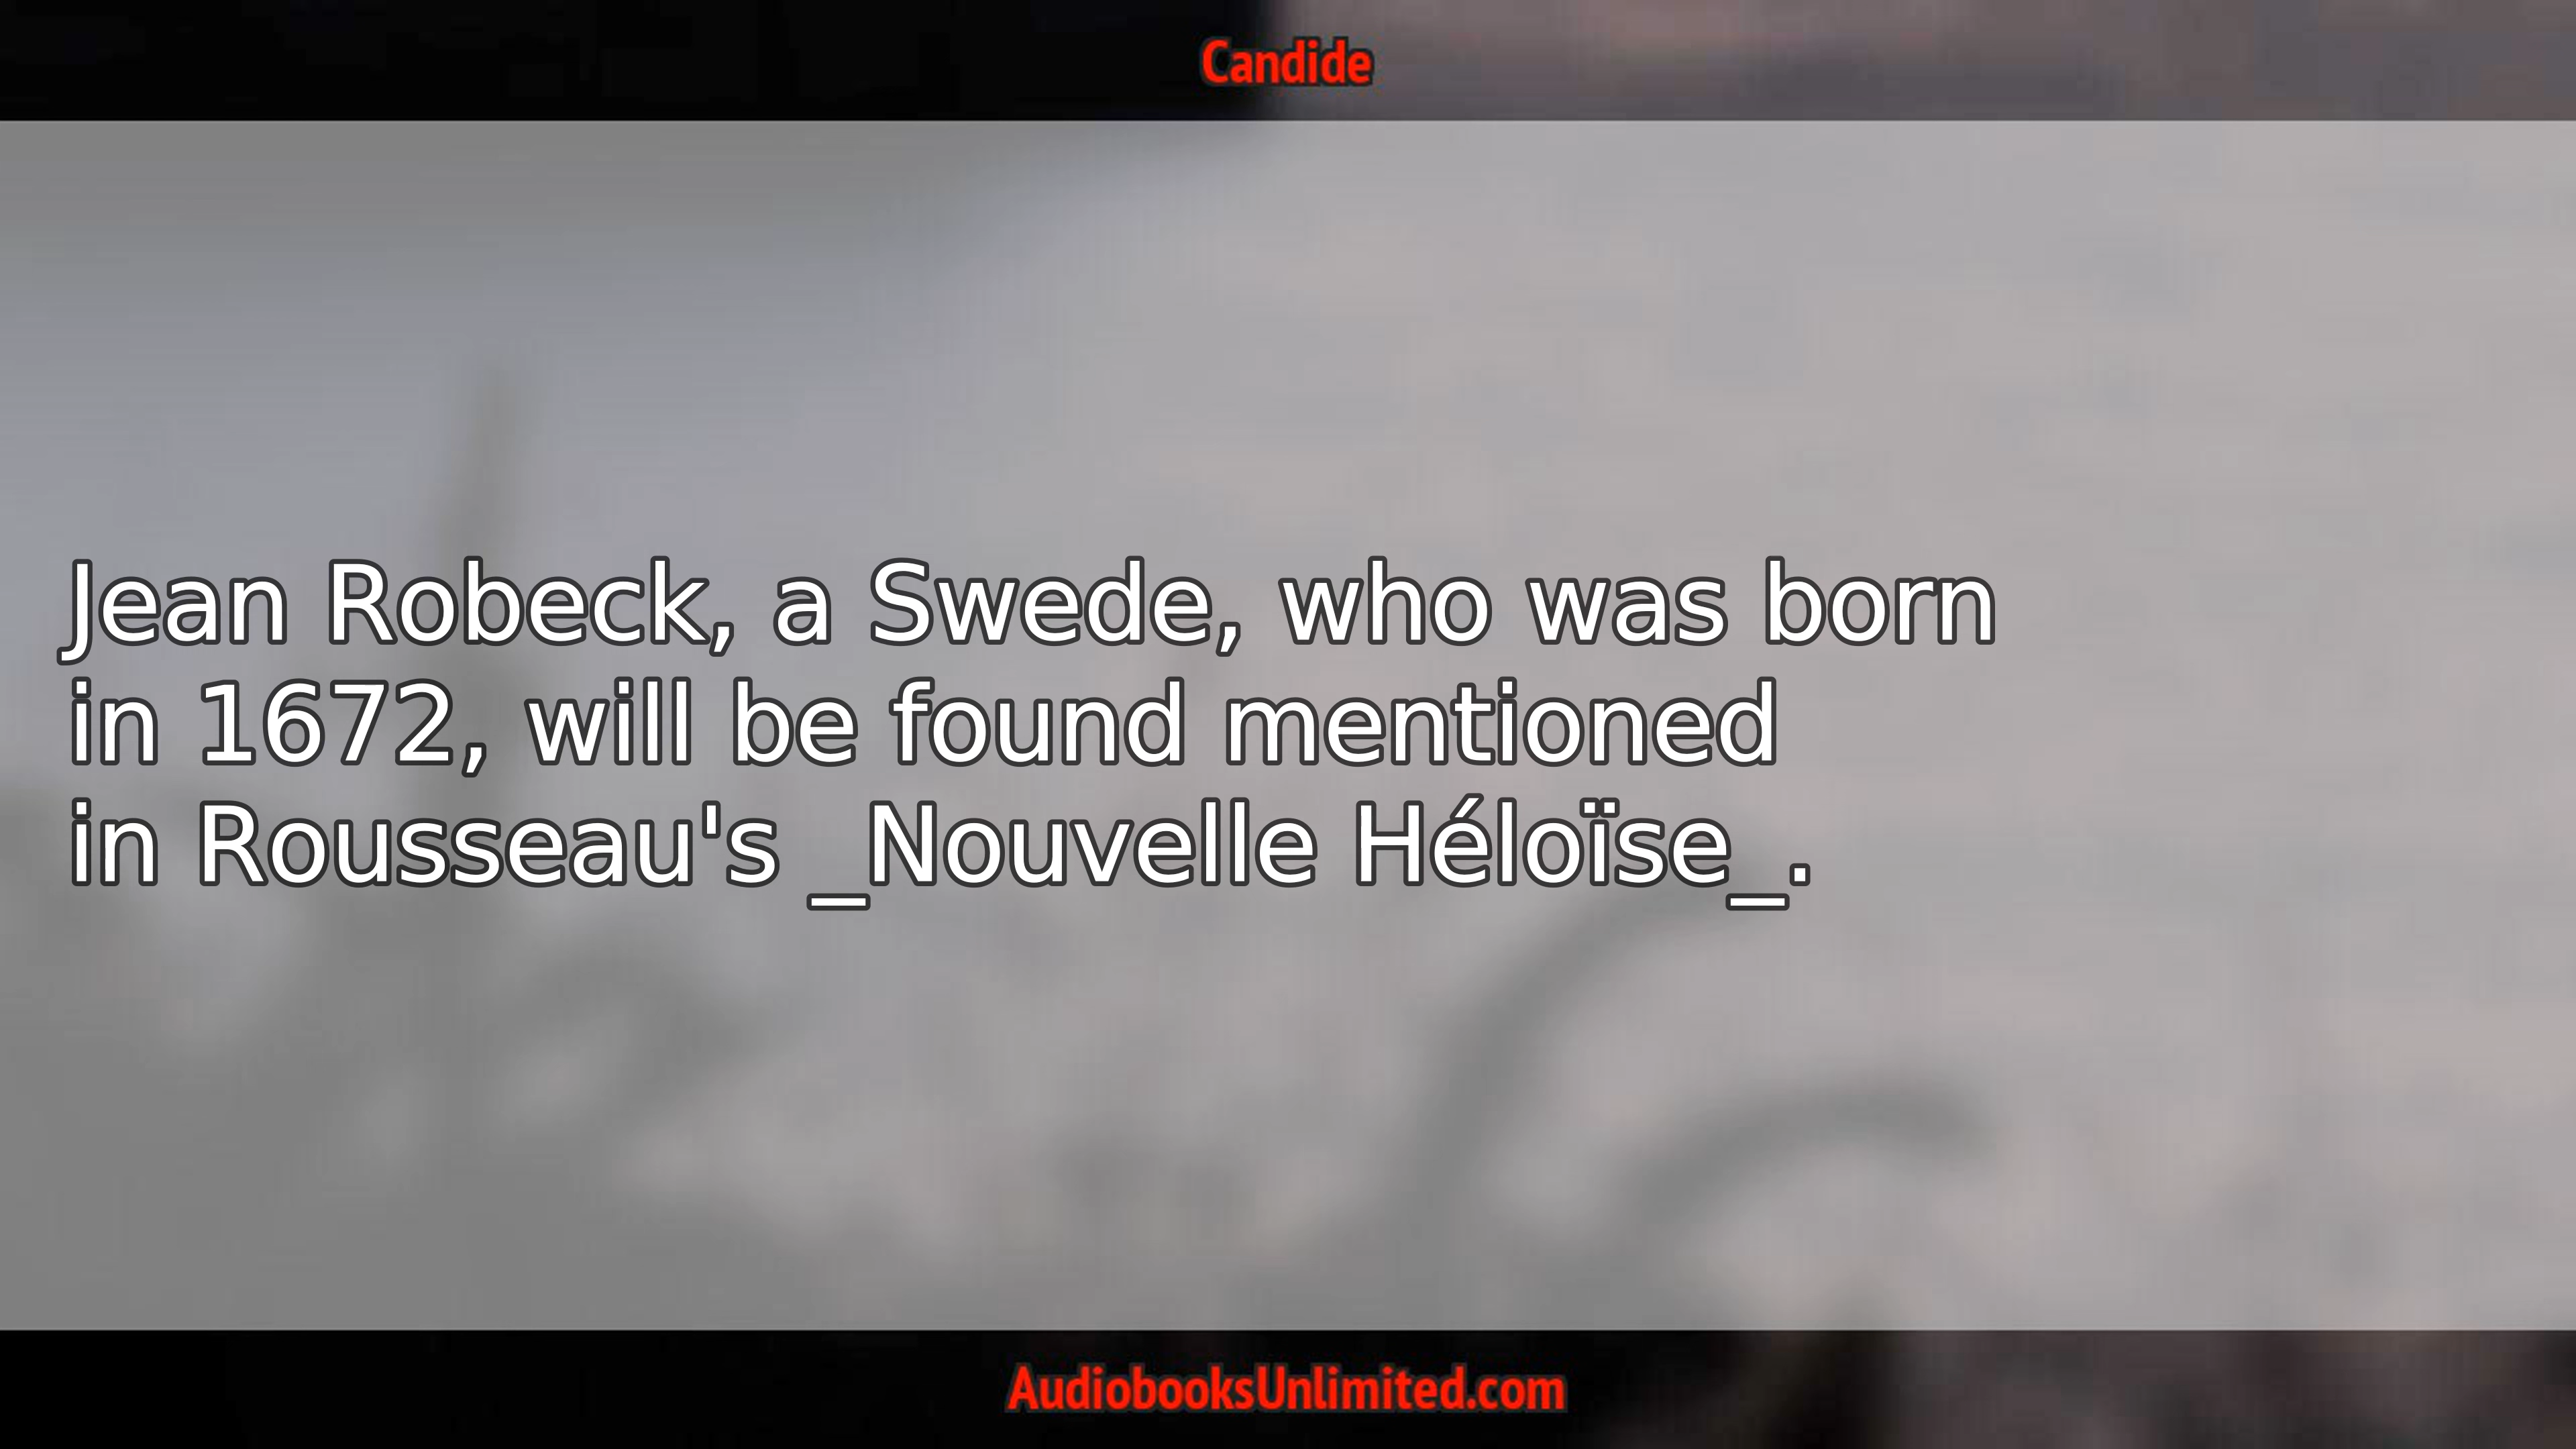 Candide
Jean Robeck, a Swede, who was born
in 1672, will be found mentioned
in Rousseau's _Nouvelle Héloïse_.
AudiobooksUnlimited.com